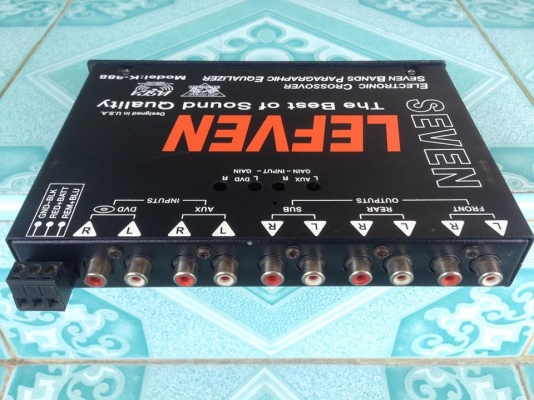 ELECTRONIC CROSSOVER
SEVEN BANDS PARAGRAPHIC EQUALIZER
Model:K-988
SEVEN
LEFVEN
The Best of Sound Quality
Designed in U.S.A.
L AUX R
L DVD R
GAIN - INPUT - GAIN
GND-BLK
RED+BATT
REM+BLU
DVD
AUX
SUB
REAR
FRONT
INPUTS
OUTPUTS
R L R L R L R L R L